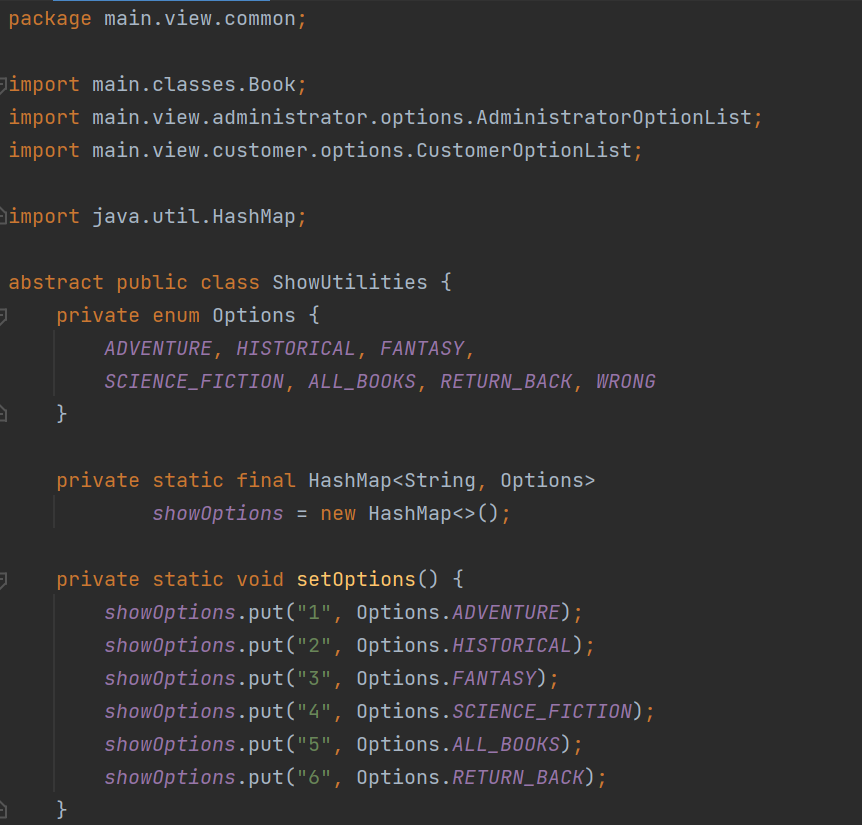 package main.view.common;
import main.classes.Book;
import main.view.administrator.options.AdministratorOptionList;
import main.view.customer.options.CustomerOptionList;
import java.util.HashMap;
abstract public class ShowUtilities {
    private enum Options {
        ADVENTURE, HISTORICAL, FANTASY,
        SCIENCE_FICTION, ALL_BOOKS, RETURN_BACK, WRONG
    }
    private static final HashMap<String, Options>
            showOptions = new HashMap<>();
    private static void setOptions() {
        showOptions.put("1", Options.ADVENTURE);
        showOptions.put("2", Options.HISTORICAL);
        showOptions.put("3", Options.FANTASY);
        showOptions.put("4", Options.SCIENCE_FICTION);
        showOptions.put("5", Options.ALL_BOOKS);
        showOptions.put("6", Options.RETURN_BACK);
    }